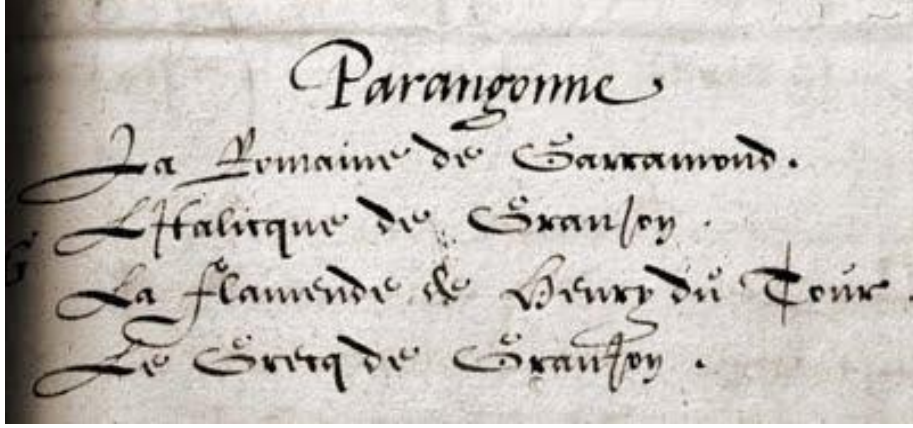 Parangonne
La Romaine de Garramond.
L'Italicque de Granjon.
La flamende de Henry du Tour.
Le Grecq de Granjon.